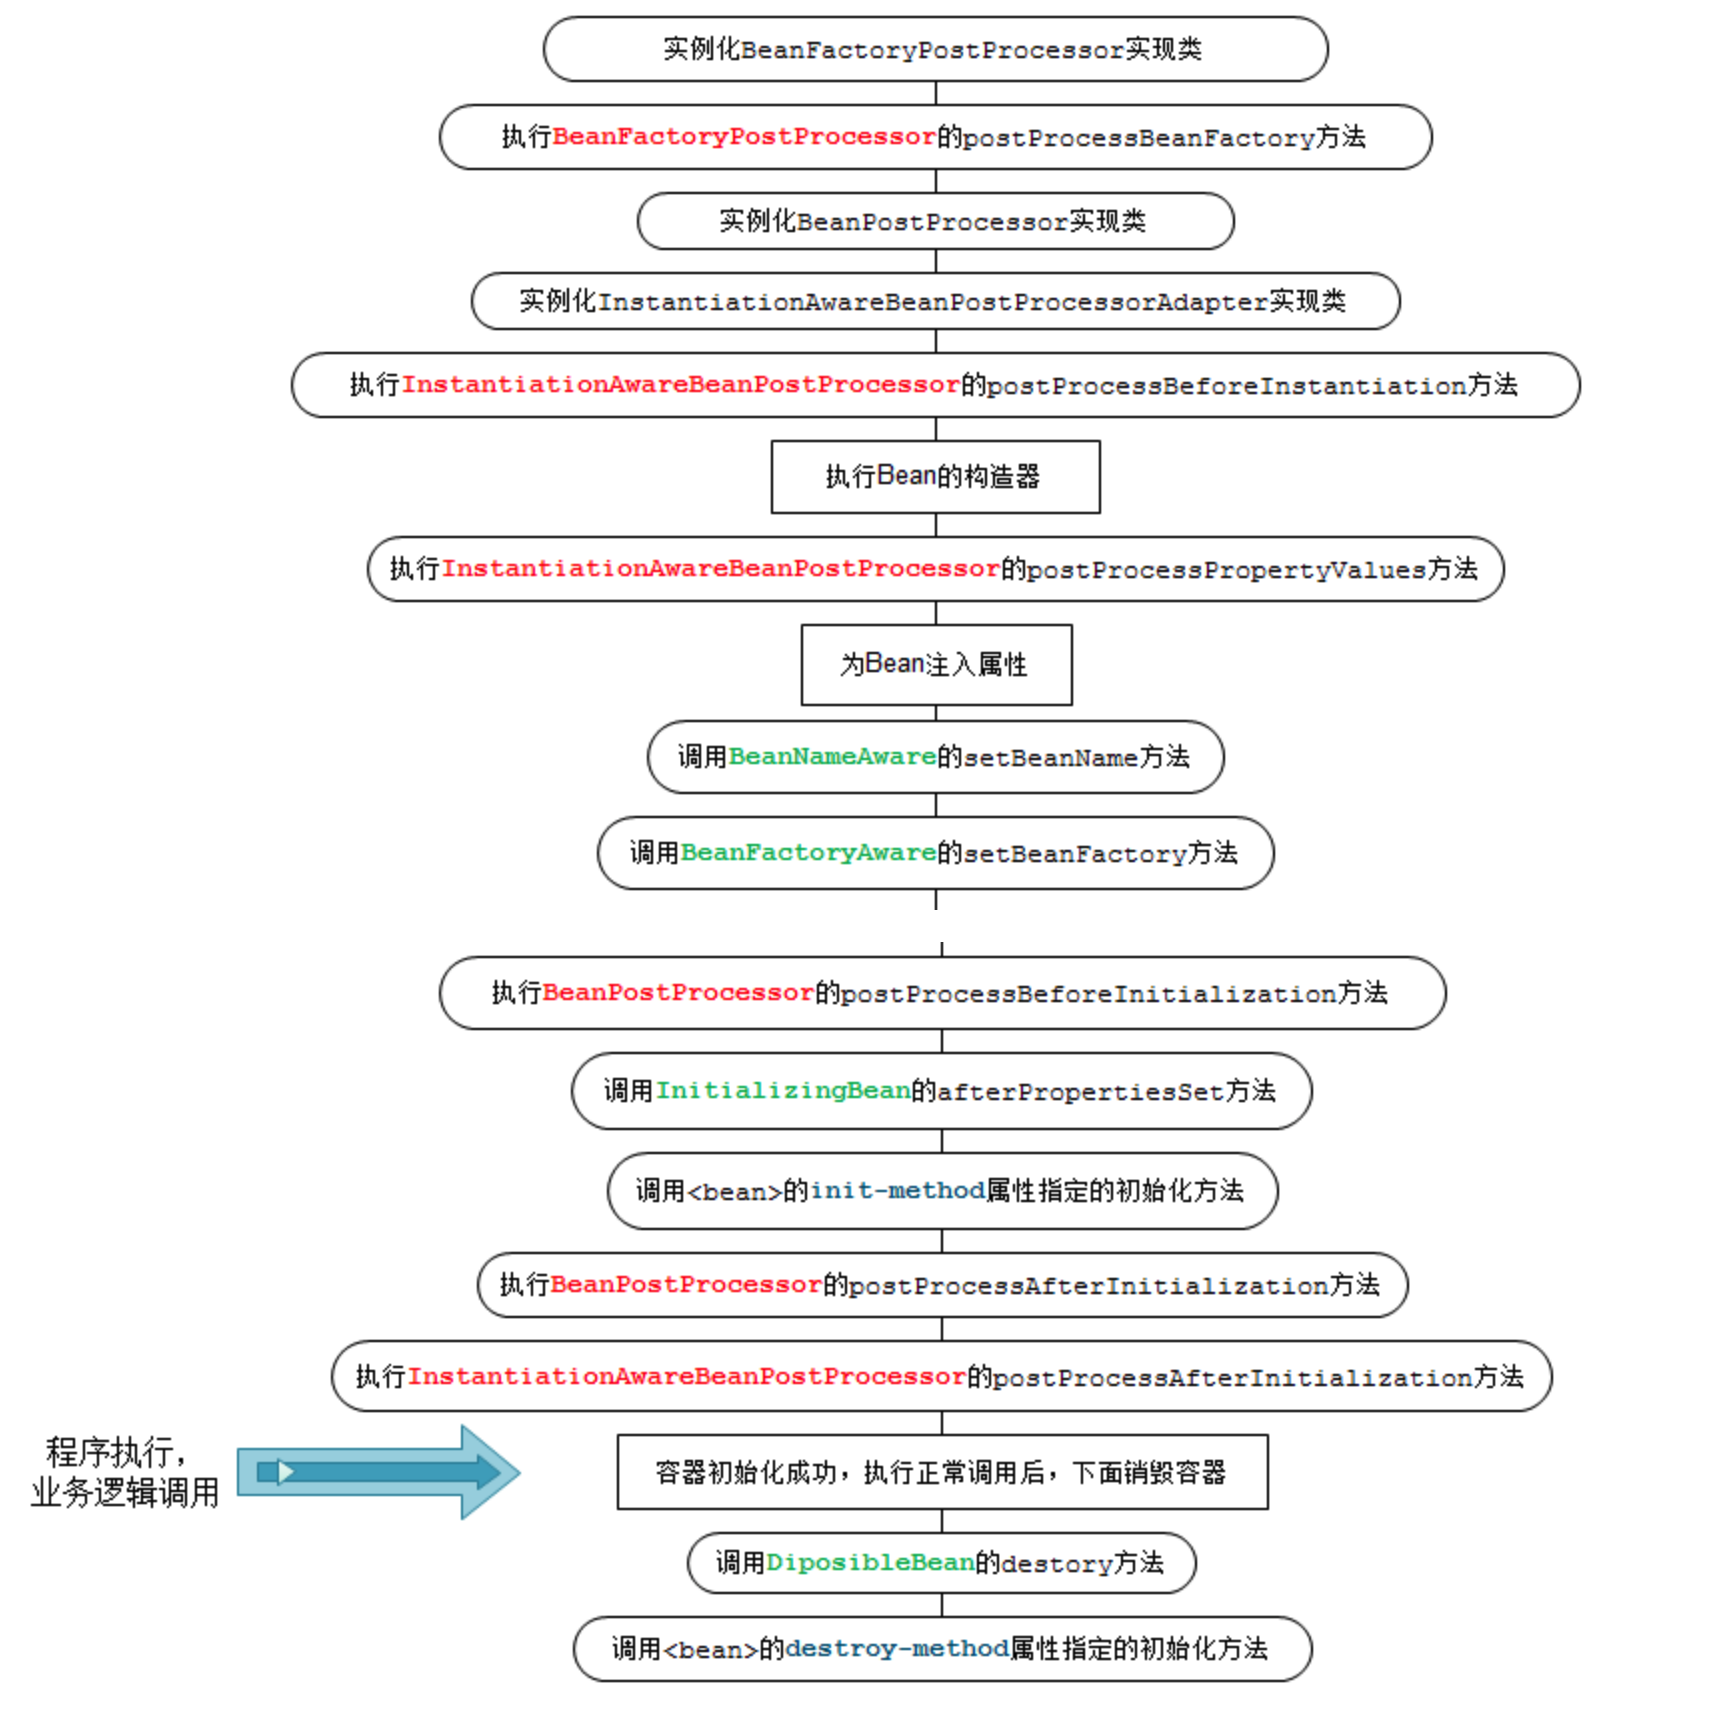 实例化BeanFactoryPostProcessor实现类
执行BeanFactoryPostProcessor的postProcessBeanFactory方法
实例化BeanPostProcessor实现类
实例化InstantiationAwareBeanPostProcessorAdapter实现类
执行InstantiationAwareBeanPostProcessor的postProcessBeforeInstantiation方法
执行Bean的构造器
执行InstantiationAwareBeanPostProcessor的postProcessPropertyValues方法
为Bean注入属性
调用BeanNameAware的setBeanName方法
调用BeanFactoryAware的setBeanFactory方法
执行BeanPostProcessor的postProcessBeforeInitialization方法
调用InitializingBean的afterPropertiesSet方法
调用<bean>的init-method属性指定的初始化方法
执行BeanPostProcessor的postProcessAfterInitialization方法
执行InstantiationAwareBeanPostProcessor的postProcessAfterInitialization方法
程序执行，
业务逻辑调用
容器初始化成功，执行正常调用后，下面销毁容器
调用DiposibleBean的destory方法
调用<bean>的destroy-method属性指定的初始化方法